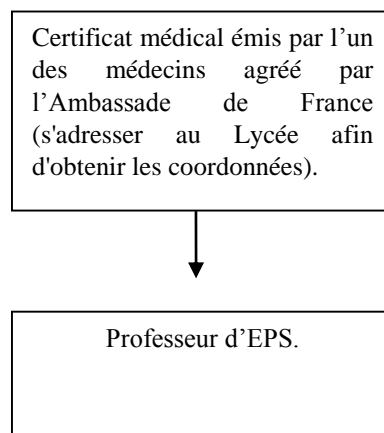 Certificat médical émis par l’un
des médecins agréé par
l’Ambassade de France
(s'adresser au Lycée afin
d'obtenir les coordonnées).
Professeur d’EPS.